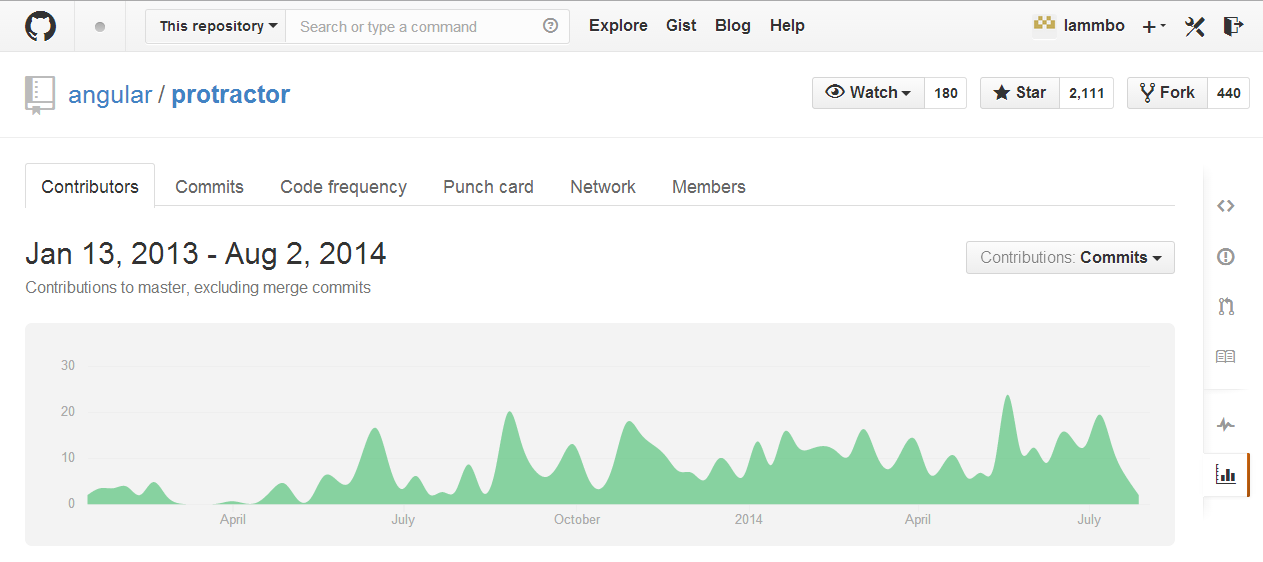 This repository Search or type a command Explore Gist Blog Help lammbo
angular / protractor Watch 180 Star 2,111 Fork 440
Contributors Commits Code frequency Punch card Network Members
Jan 13, 2013 - Aug 2, 2014
Contributions: Commits
Contributions to master, excluding merge commits
30
20
10
0
April July October 2014 April July